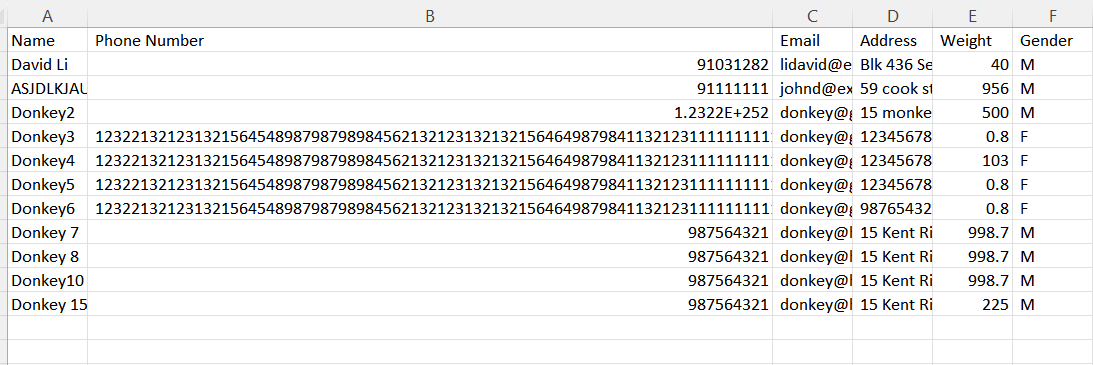 A B C D E F
Name Phone Number Email Address Weight Gender
David Li 91031282 lidavid@e Blk 436 Se 40 M
ASJDLKJAU 91111111 johnd@ex 59 cook st 956 M
Donkey2 1.2322E+252 donkey@g 15 monke 500 M
Donkey3 donkey@g 12345678 0.8 F
Donkey4 donkey@g 12345678 103 F
Donkey5 donkey@g 12345678 0.8 F
Donkey6 donkey@g 98765432 0.8 F
Donkey 7 987564321 donkey@l 15 Kent Ri 998.7 M
Donkey 8 987564321 donkey@l 15 Kent Ri 998.7 M
Donkey10 987564321 donkey@l 15 Kent Ri 998.7 M
Donkey 15 987564321 donkey@l 15 Kent Ri 225 M